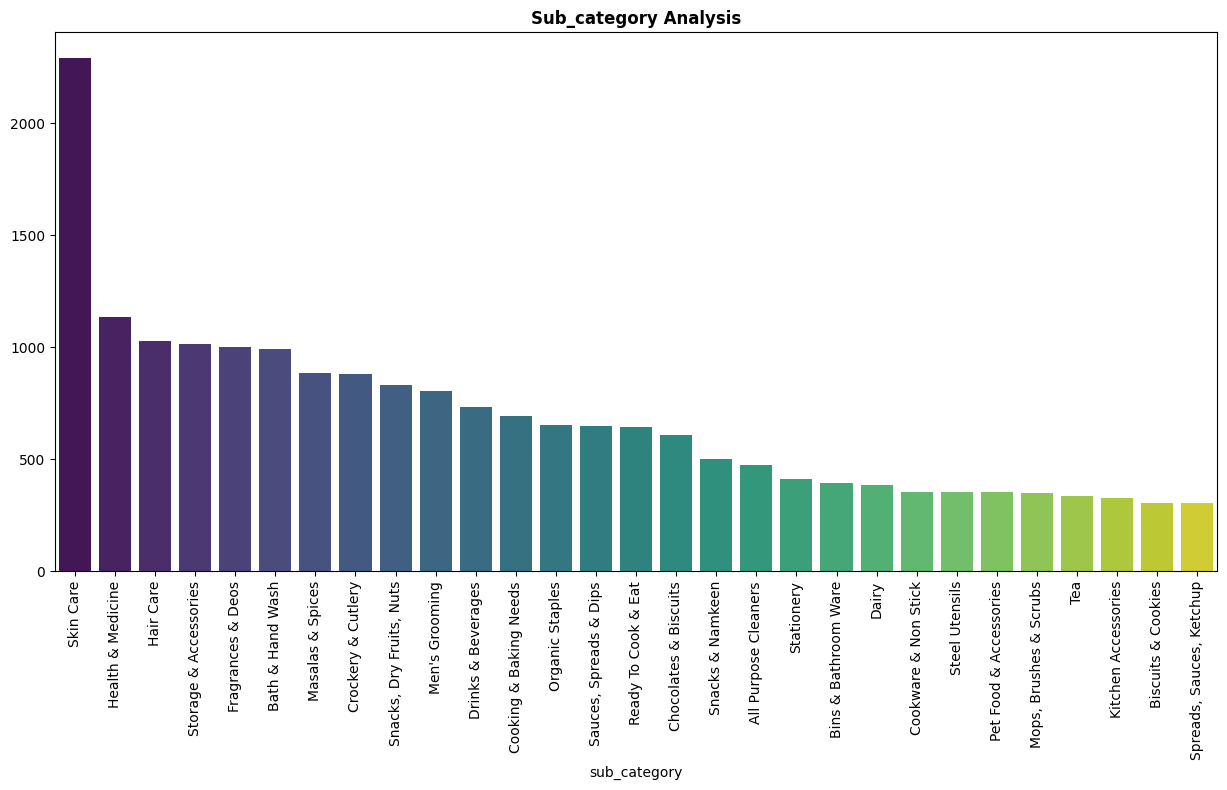 Sub_category Analysis
2000
1500
1000
500
0
Skin Care
Health & Medicine
Hair Care
Storage & Accessories
Fragrances & Deos
Bath & Hand Wash
Masalas & Spices
Crockery & Cutlery
Snacks, Dry Fruits, Nuts
Men's Grooming
Drinks & Beverages
Cooking & Baking Needs
Organic Staples
Sauces, Spreads & Dips
Ready To Cook & Eat
Chocolates & Biscuits
Snacks & Namkeen
All Purpose Cleaners
Stationery
Bins & Bathroom Ware
Dairy
Cookware & Non Stick
Steel Utensils
Pet Food & Accessories
Mops, Brushes & Scrubs
Tea
Kitchen Accessories
Biscuits & Cookies
Spreads, Sauces, Ketchup
sub_category